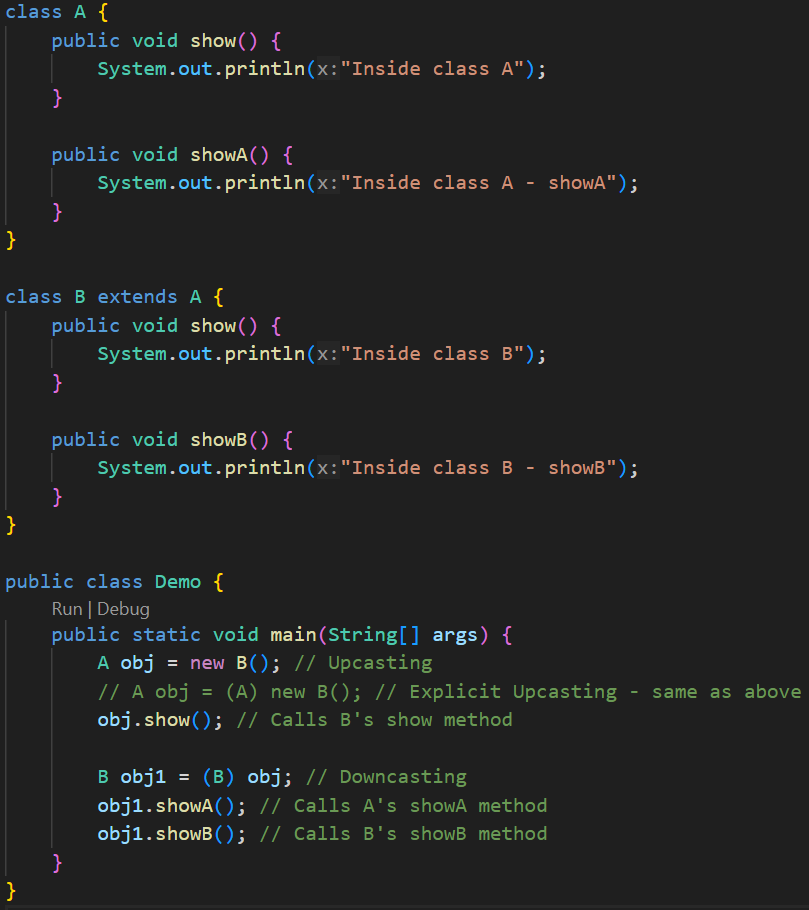 class A {
    public void show() {
        System.out.println(x:"Inside class A");
    }

    public void showA() {
        System.out.println(x:"Inside class A - showA");
    }
}

class B extends A {
    public void show() {
        System.out.println(x:"Inside class B");
    }

    public void showB() {
        System.out.println(x:"Inside class B - showB");
    }
}

public class Demo {
    Run | Debug
    public static void main(String[] args) {
        A obj = new B(); // Upcasting
        // A obj = (A) new B(); // Explicit Upcasting - same as above
        obj.show(); // Calls B's show method

        B obj1 = (B) obj; // Downcasting
        obj1.showA(); // Calls A's showA method
        obj1.showB(); // Calls B's showB method
    }
}